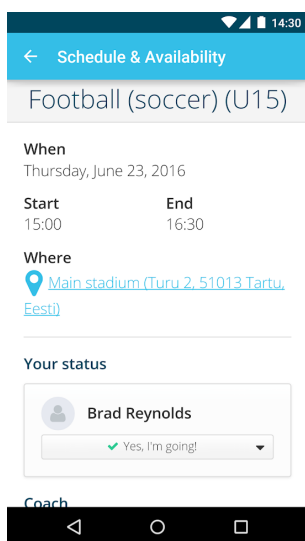 14:30
Schedule & Availability
Football (soccer) (U15)
When
Thursday, June 23, 2016
Start End
15:00 16:30
Where
Main stadium (Turu 2, 51013 Tartu,
Eesti)
Your status
Brad Reynolds
Yes, I'm going!
Coach